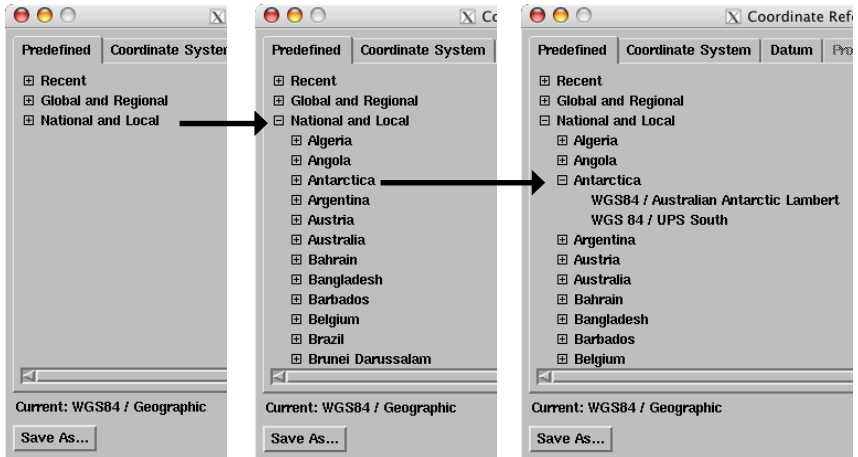 Predefined
Coordinate System
Recent
Global and Regional
National and Local
Current: WGS84 / Geographic
Save As...
Predefined
Coordinate System
Recent
Global and Regional
National and Local
Algeria
Angola
Antarctica
Argentina
Austria
Australia
Bahrain
Bangladesh
Barbados
Belgium
Brazil
Brunei Darussalam
Current: WGS84 / Geographic
Save As...
Coordinate Refe
Predefined
Coordinate System
Datum
Recent
Global and Regional
National and Local
Algeria
Angola
Antarctica
WGS84 / Australian Antarctic Lambert
WGS 84 / UPS South
Argentina
Austria
Australia
Bahrain
Bangladesh
Barbados
Belgium
Current: WGS84 / Geographic
Save As...